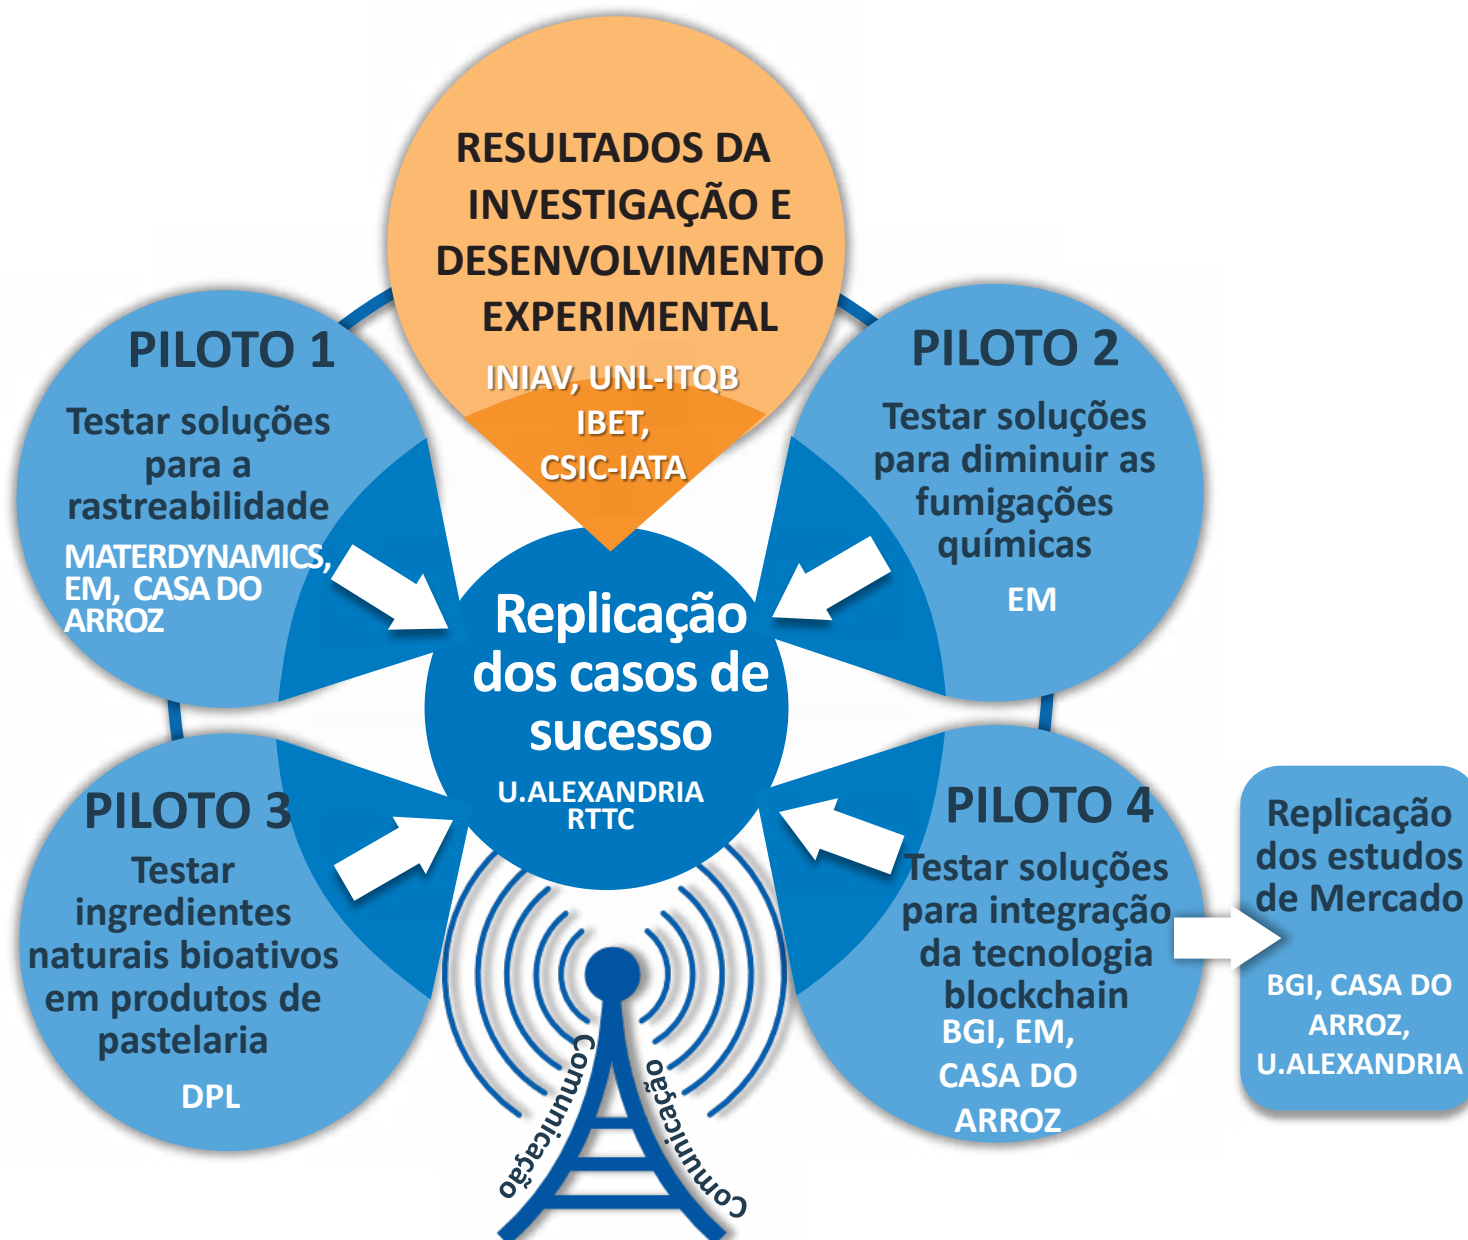 RESULTADOS DA
INVESTIGAÇÃO E
DESENVOLVIMENTO
EXPERIMENTAL
INIAV, UNL-ITQB
IBET,
CSIC-IATA
PILOTO 1
Testar soluções
para a
rastreabilidade
MATERDYNAMICS,
EM, CASA DO
ARROZ
PILOTO 2
Testar soluções
para diminuir as
fumigações
químicas
EM
Replicação
dos casos de
sucesso
U.ALEXANDRIA
RTTC
PILOTO 3
Testar
ingredientes
naturais bioativos
em produtos de
pastelaria
DPL
PILOTO 4
Testar soluções
para integração
da tecnologia
blockchain
BGI, EM,
CASA DO
ARROZ
Replicação
dos estudos
de Mercado
BGI, CASA DO
ARROZ,
U.ALEXANDRIA
Comunicação
Comunicação